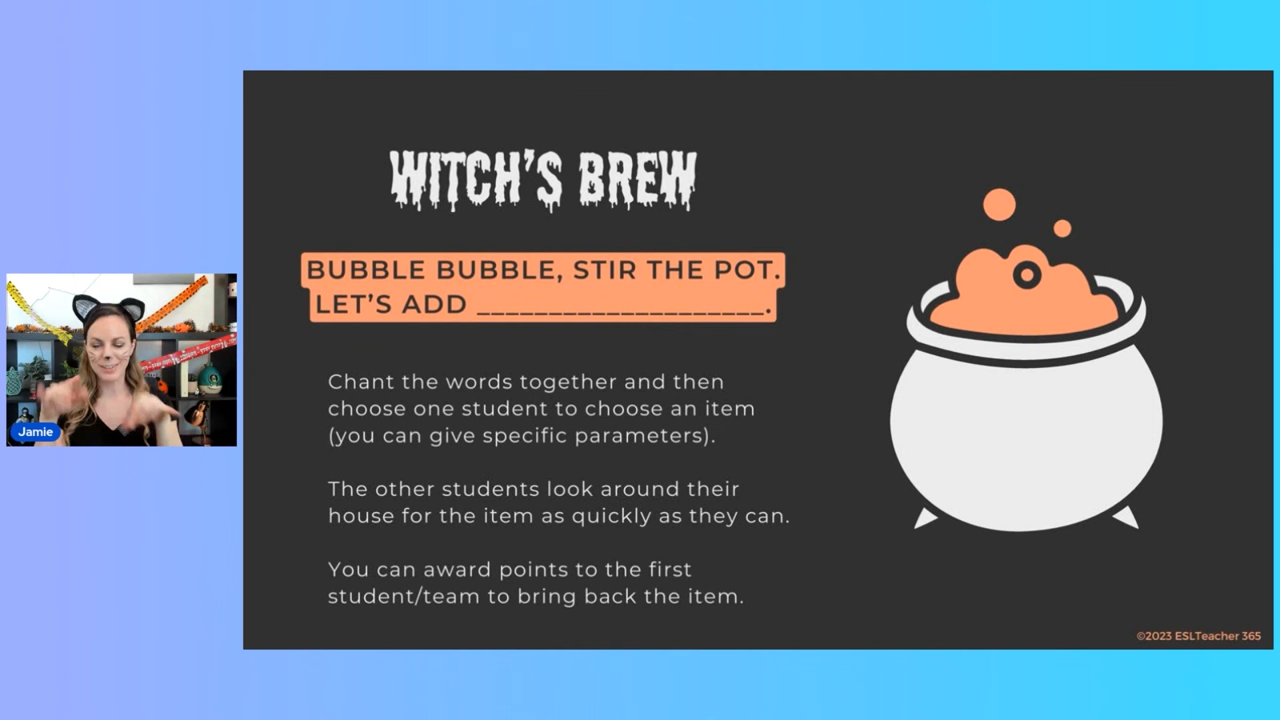 WITCH'S BREW
BUBBLE BUBBLE, STIR THE POT.
LET'S ADD ____________________.
Chant the words together and then
choose one student to choose an item
(you can give specific parameters).
The other students look around their
house for the item as quickly as they can.
You can award points to the first
student/team to bring back the item.
Jamie
©2023 ESLTeacher 365